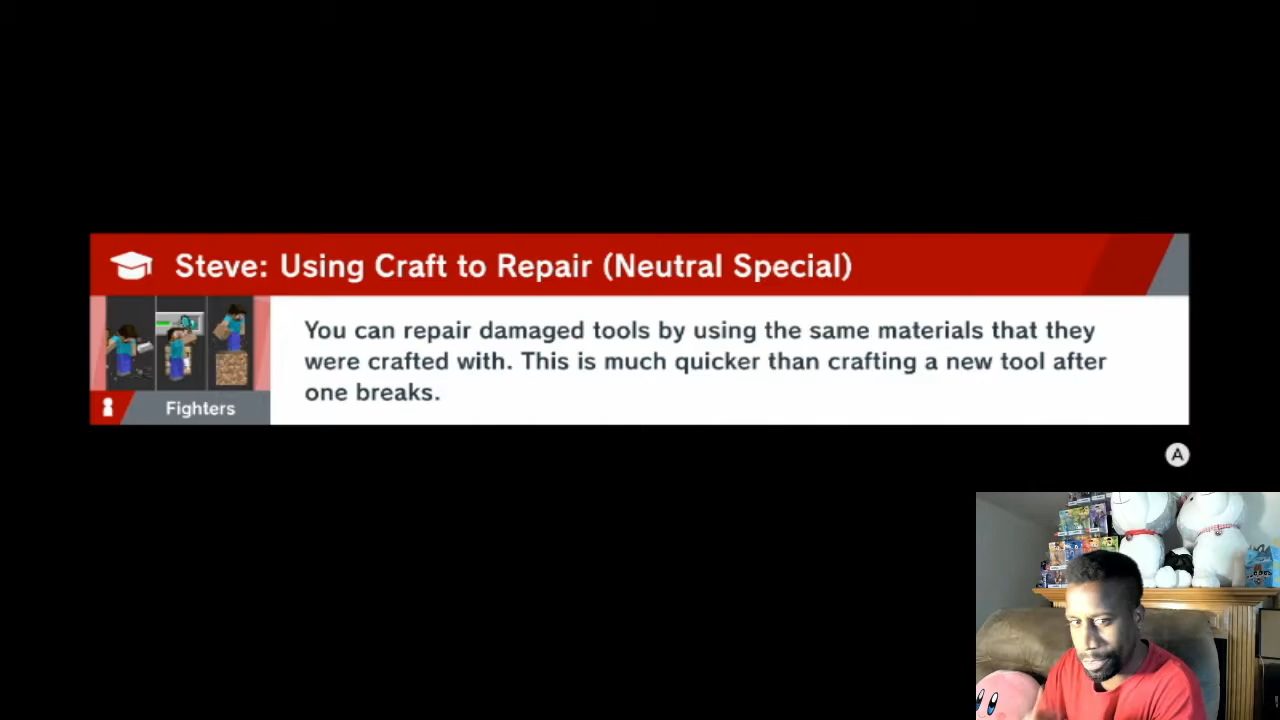 Steve: Using Craft to Repair (Neutral Special)
You can repair damaged tools by using the same materials that they
were crafted with. This is much quicker than crafting a new tool after
one breaks.
Fighters
A